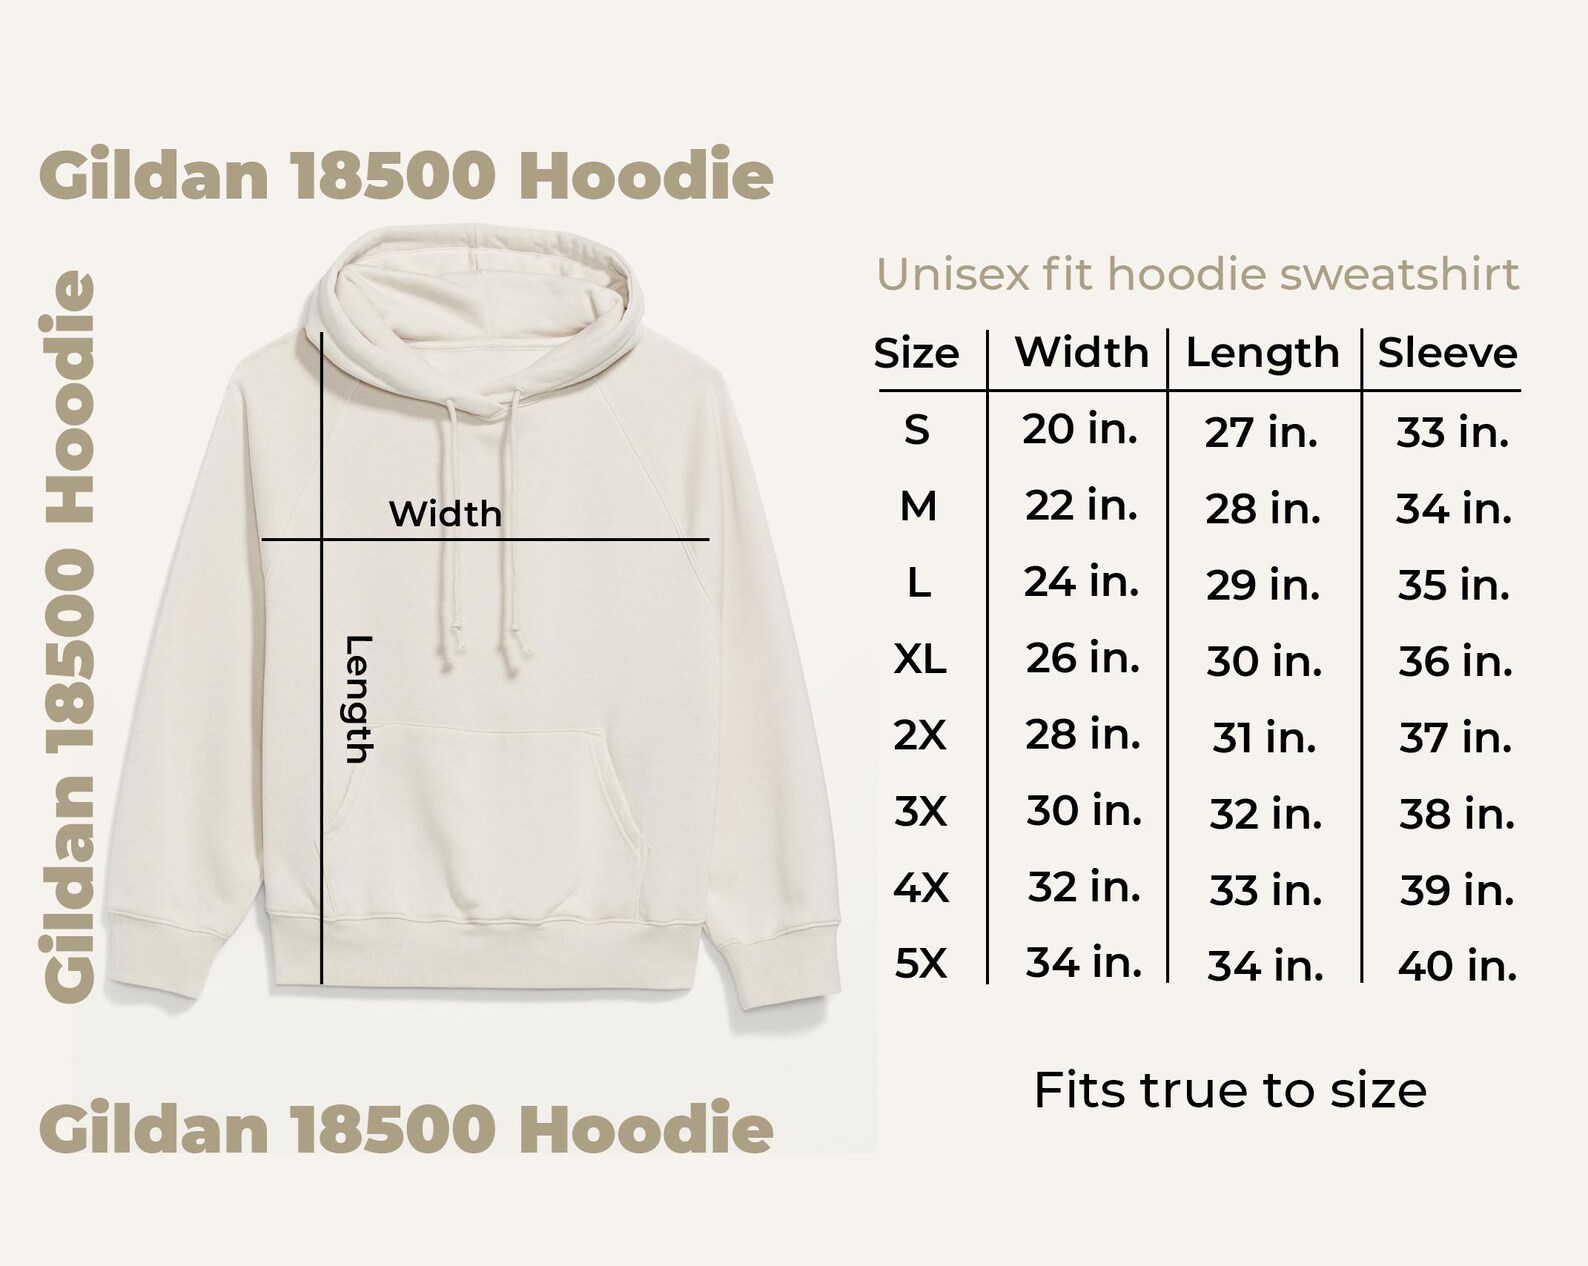 Gildan 18500 Hoodie
Gildan 18500 Hoodie
Width
Length
Gildan 18500 Hoodie
Unisex fit hoodie sweatshirt
Size Width Length Sleeve
S 20 in. 27 in. 33 in.
M 22 in. 28 in. 34 in.
L 24 in. 29 in. 35 in.
XL 26 in. 30 in. 36 in.
2X 28 in. 31 in. 37 in.
3X 30 in. 32 in. 38 in.
4X 32 in. 33 in. 39 in.
5X 34 in. 34 in. 40 in.
Fits true to size